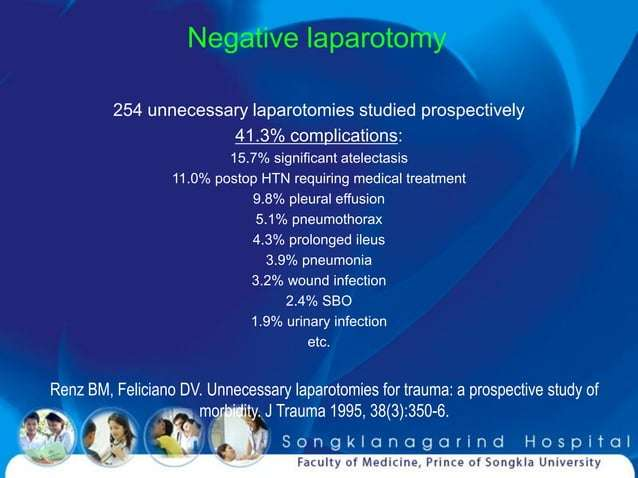 Negative laparotomy
254 unnecessary laparotomies studied prospectively
41.3% complications:
15.7% significant atelectasis
11.0% postop HTN requiring medical treatment
9.8% pleural effusion
5.1% pneumothorax
4.3% prolonged ileus
3.9% pneumonia
3.2% wound infection
2.4% SBO
1.9% urinary infection
etc.
Renz BM, Feliciano DV. Unnecessary laparotomies for trauma: a prospective study of
morbidity. J Trauma 1995, 38(3):350-6.
Songklanagarind Hospital
Faculty of Medicine, Prince of Songkla University